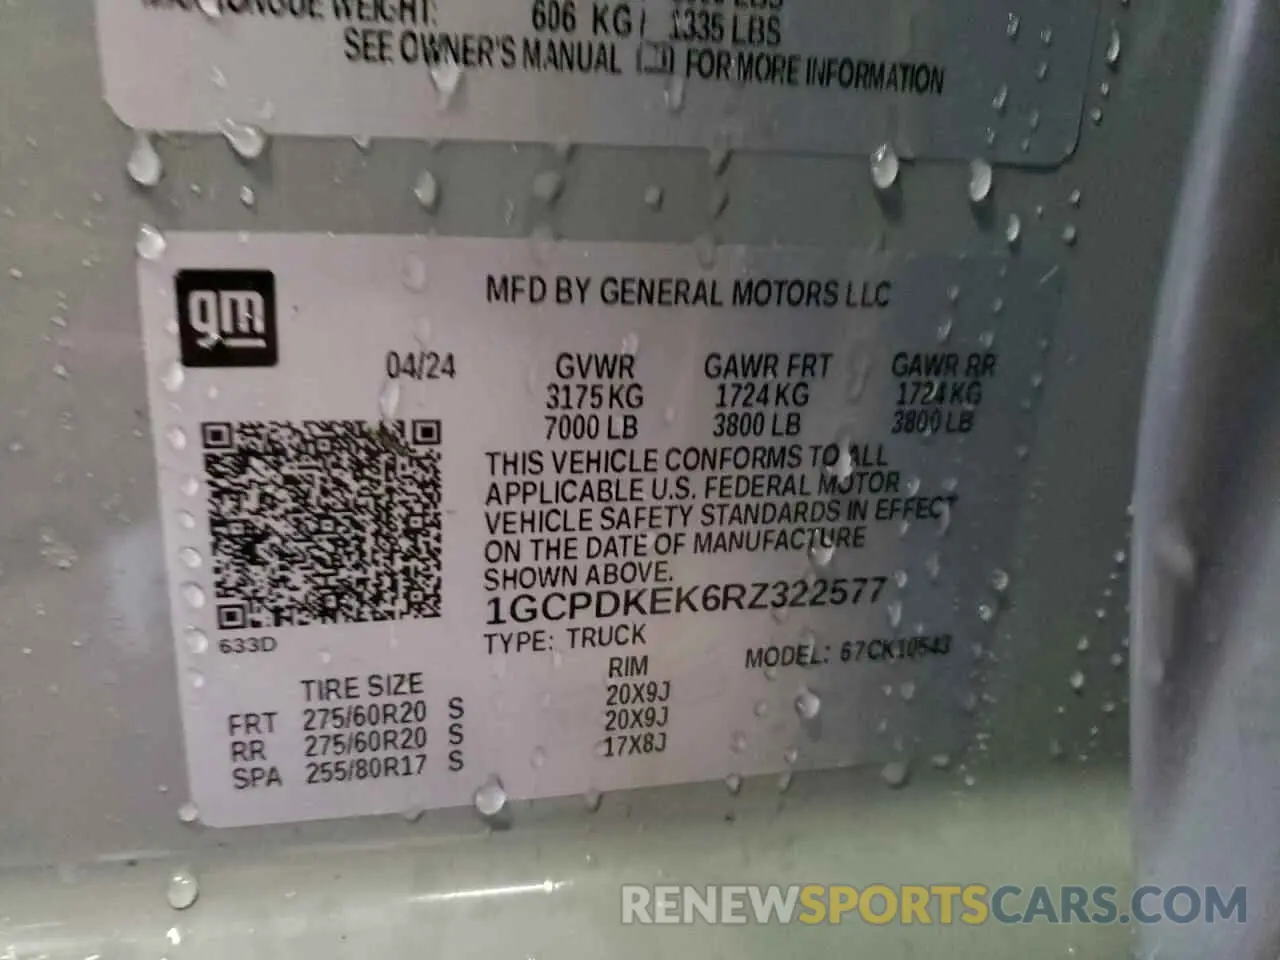 TONGUE WEIGHT: 606 KG / 1335 LBS
SEE OWNER'S MANUAL FOR MORE INFORMATION
gm
MFD BY GENERAL MOTORS LLC
04/24 GVWR GAWR FRT GAWR RR
3175 KG 1724 KG 1724 KG
7000 LB 3800 LB 3800 LB
THIS VEHICLE CONFORMS TO ALL
APPLICABLE U.S. FEDERAL MOTOR
VEHICLE SAFETY STANDARDS IN EFFECT
ON THE DATE OF MANUFACTURE
SHOWN ABOVE.
1GCPDKEK6RZ322577
633D
TYPE: TRUCK MODEL: 67CK10543
TIRE SIZE RIM
FRT 275/60R20 S 20X9J
RR 275/60R20 S 20X9J
SPA 255/80R17 S 17X8J
RENEWSPORTSCARS.COM